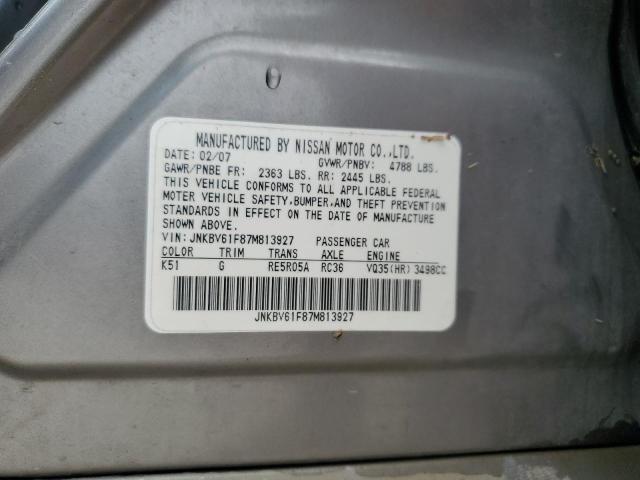 MANUFACTURED BY NISSAN MOTOR CO.,LTD.
DATE: 02/07 GVWR/PNBV: 4788 LBS.
GAWR/PNBE FR: 2363 LBS. RR: 2445 LBS.
THIS VEHICLE CONFORMS TO ALL APPLICABLE FEDERAL
MOTOR VEHICLE SAFETY,BUMPER,AND THEFT PREVENTION
STANDARDS IN EFFECT ON THE DATE OF MANUFACTURE
SHOWN ABOVE.
VIN: JNKBV61F87M813927 PASSENGER CAR
COLOR TRIM TRANS AXLE ENGINE
K51 G RE5R05A RC36 VQ35(HR) 3498CC
JNKBV61F87M813927